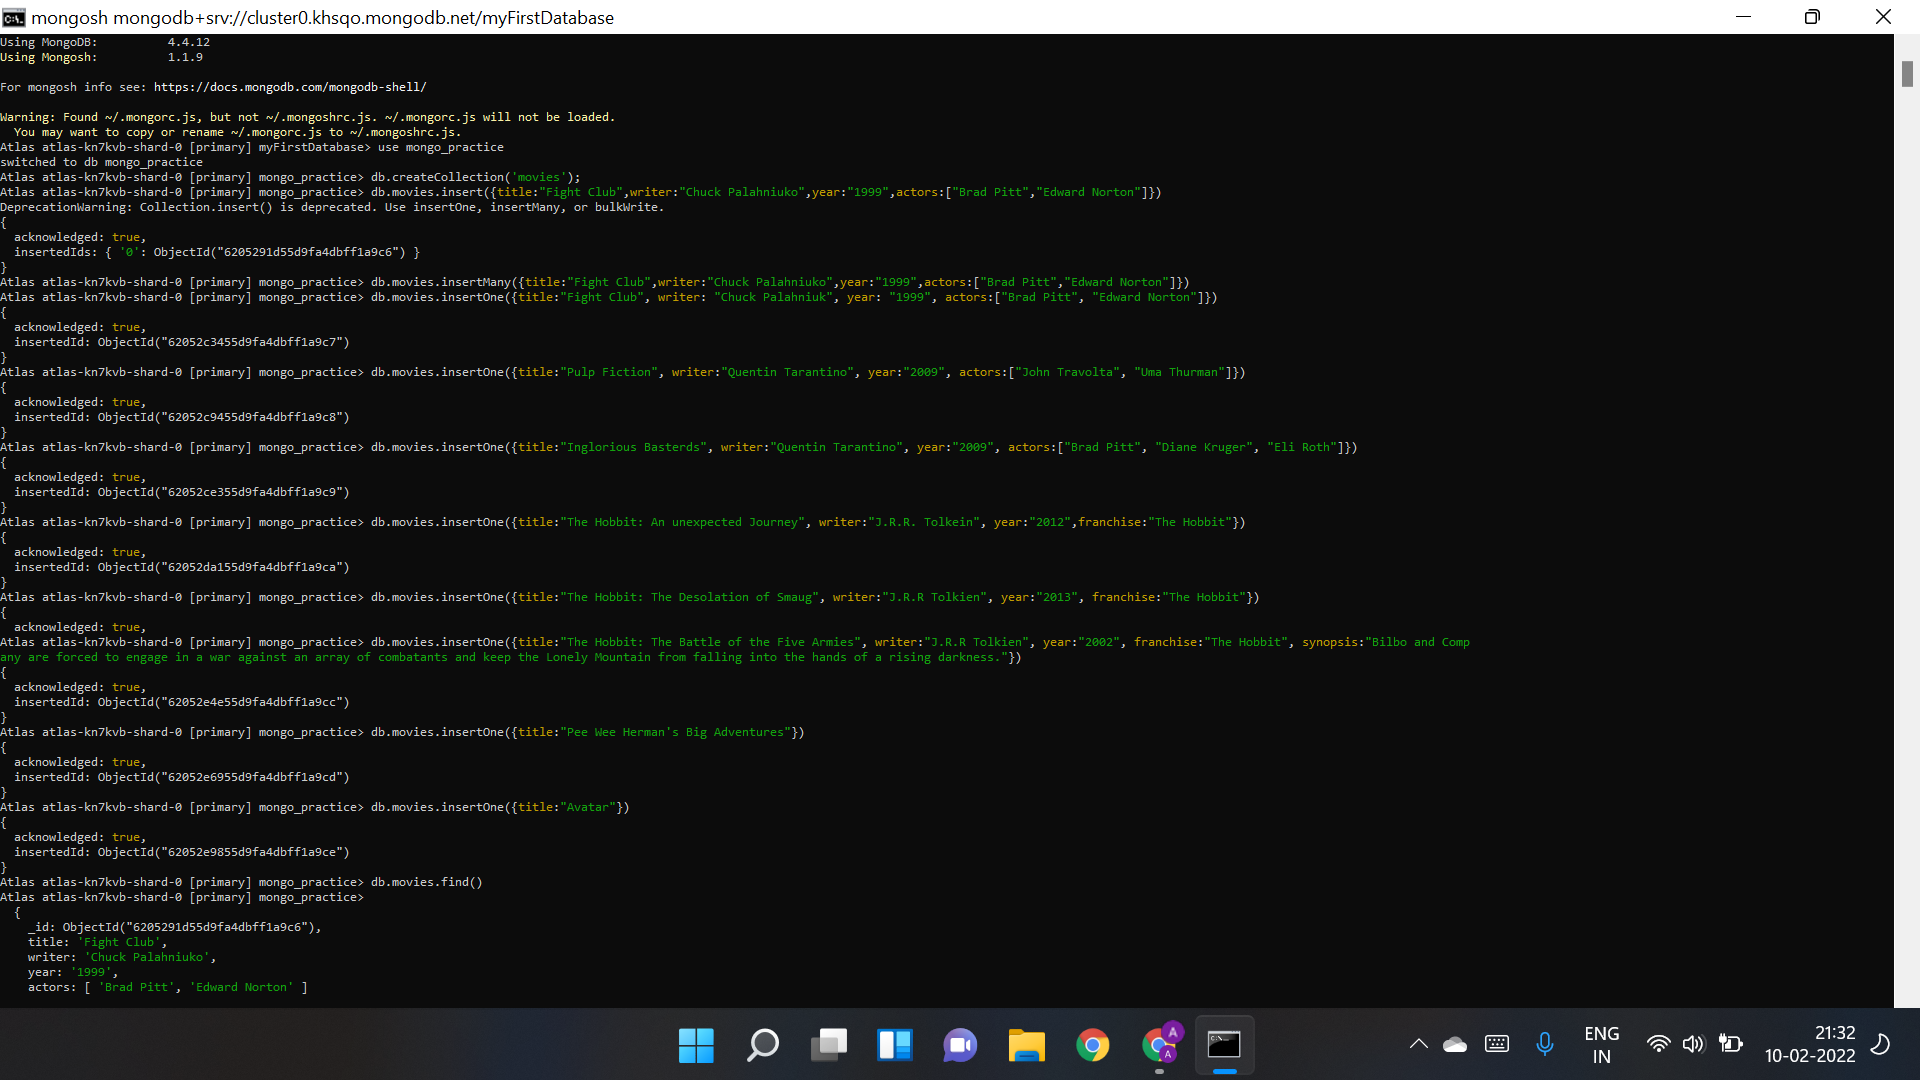 mongosh mongodb+srv://cluster0.khsqo.mongodb.net/myFirstDatabase
Using MongoDB:          4.4.12
Using Mongosh:          1.1.9
For mongosh info see: https://docs.mongodb.com/mongodb-shell/
Warning: Found ~/.mongorc.js, but not ~/.mongoshrc.js. ~/.mongorc.js will not be loaded.
  You may want to copy or rename ~/.mongorc.js to ~/.mongoshrc.js.
Atlas atlas-kn7kvb-shard-0 [primary] myFirstDatabase> use mongo_practice
switched to db mongo_practice
Atlas atlas-kn7kvb-shard-0 [primary] mongo_practice> db.createCollection('movies');
Atlas atlas-kn7kvb-shard-0 [primary] mongo_practice> db.movies.insert({title:"Fight Club",writer:"Chuck Palahniuko",year:"1999",actors:["Brad Pitt","Edward Norton"]})
DeprecationWarning: Collection.insert() is deprecated. Use insertOne, insertMany, or bulkWrite.
{
  acknowledged: true,
  insertedIds: { '0': ObjectId("6205291d55d9fa4dbff1a9c6") }
}
Atlas atlas-kn7kvb-shard-0 [primary] mongo_practice> db.movies.insertMany({title:"Fight Club",writer:"Chuck Palahniuko",year:"1999",actors:["Brad Pitt","Edward Norton"]})
Atlas atlas-kn7kvb-shard-0 [primary] mongo_practice> db.movies.insertOne({title:"Fight Club", writer: "Chuck Palahniuk", year: "1999", actors:["Brad Pitt", "Edward Norton"]})
{
  acknowledged: true,
  insertedId: ObjectId("62052c3455d9fa4dbff1a9c7")
}
Atlas atlas-kn7kvb-shard-0 [primary] mongo_practice> db.movies.insertOne({title:"Pulp Fiction", writer:"Quentin Tarantino", year:"2009", actors:["John Travolta", "Uma Thurman"]})
{
  acknowledged: true,
  insertedId: ObjectId("62052c9455d9fa4dbff1a9c8")
}
Atlas atlas-kn7kvb-shard-0 [primary] mongo_practice> db.movies.insertOne({title:"Inglorious Basterds", writer:"Quentin Tarantino", year:"2009", actors:["Brad Pitt", "Diane Kruger", "Eli Roth"]})
{
  acknowledged: true,
  insertedId: ObjectId("62052ce355d9fa4dbff1a9c9")
}
Atlas atlas-kn7kvb-shard-0 [primary] mongo_practice> db.movies.insertOne({title:"The Hobbit: An unexpected Journey", writer:"J.R.R. Tolkein", year:"2012",franchise:"The Hobbit"})
{
  acknowledged: true,
  insertedId: ObjectId("62052da155d9fa4dbff1a9ca")
}
Atlas atlas-kn7kvb-shard-0 [primary] mongo_practice> db.movies.insertOne({title:"The Hobbit: The Desolation of Smaug", writer:"J.R.R Tolkien", year:"2013", franchise:"The Hobbit"})
{
  acknowledged: true,
Atlas atlas-kn7kvb-shard-0 [primary] mongo_practice> db.movies.insertOne({title:"The Hobbit: The Battle of the Five Armies", writer:"J.R.R Tolkien", year:"2002", franchise:"The Hobbit", synopsis:"Bilbo and Comp
any are forced to engage in a war against an array of combatants and keep the Lonely Mountain from falling into the hands of a rising darkness."})
{
  acknowledged: true,
  insertedId: ObjectId("62052e4e55d9fa4dbff1a9cc")
}
Atlas atlas-kn7kvb-shard-0 [primary] mongo_practice> db.movies.insertOne({title:"Pee Wee Herman's Big Adventures"})
{
  acknowledged: true,
  insertedId: ObjectId("62052e6955d9fa4dbff1a9cd")
}
Atlas atlas-kn7kvb-shard-0 [primary] mongo_practice> db.movies.insertOne({title:"Avatar"})
{
  acknowledged: true,
  insertedId: ObjectId("62052e9855d9fa4dbff1a9ce")
}
Atlas atlas-kn7kvb-shard-0 [primary] mongo_practice> db.movies.find()
Atlas atlas-kn7kvb-shard-0 [primary] mongo_practice>
  {
    _id: ObjectId("6205291d55d9fa4dbff1a9c6"),
    title: 'Fight Club',
    writer: 'Chuck Palahniuko',
    year: '1999',
    actors: [ 'Brad Pitt', 'Edward Norton' ]
A
A
ENG
IN
21:32
10-02-2022